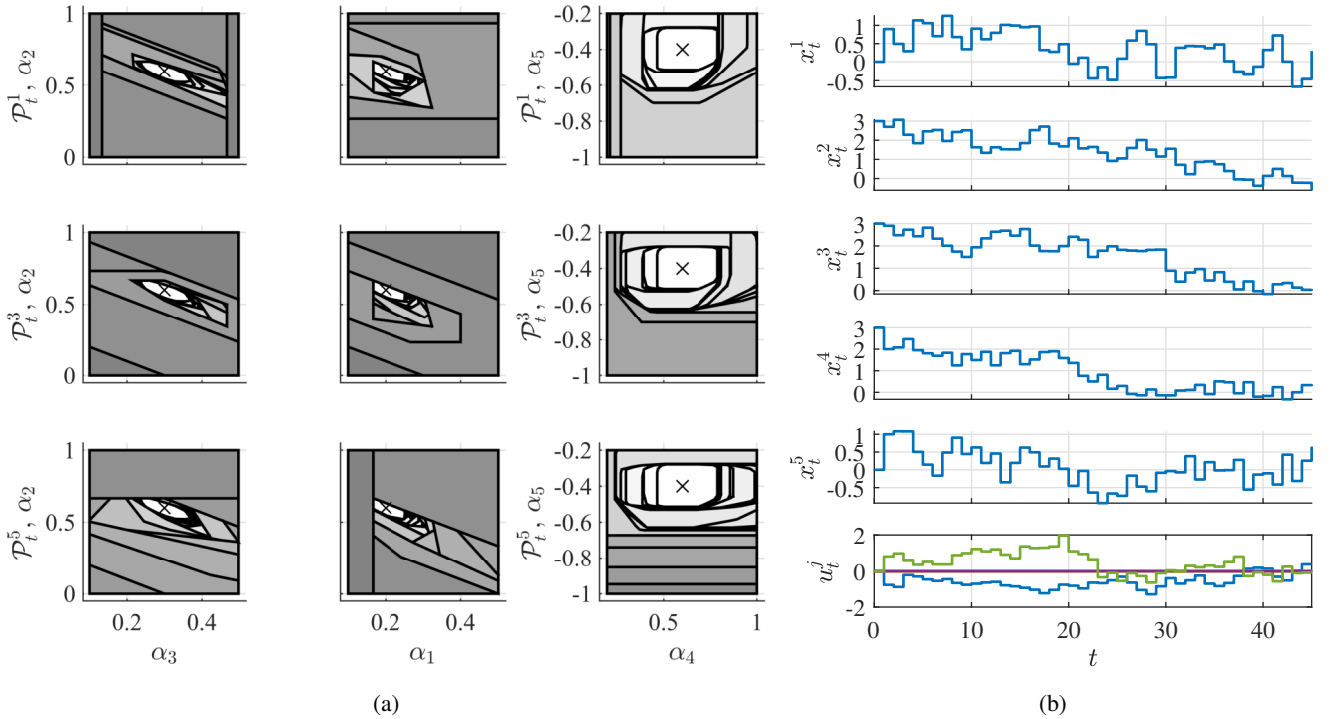 1
0.5
0
𝒫_t^1, α_2
-0.2
-0.4
-0.6
-0.8
-1
𝒫_t^1, α_5
1
0.5
0
𝒫_t^3, α_2
-0.2
-0.4
-0.6
-0.8
-1
𝒫_t^3, α_5
1
0.5
0
𝒫_t^5, α_2
-0.2
-0.4
-0.6
-0.8
-1
𝒫_t^5, α_5
0.2 0.4
0.2 0.4
0.5 1
α_3 α_1 α_4
(a)
1
0.5
0
-0.5
x_t^1
3
2
1
0
x_t^2
3
2
1
0
x_t^3
3
2
1
0
x_t^4
1
0.5
0
-0.5
x_t^5
2
0
-2
u_t^j
0 10 20 30 40
t
(b)